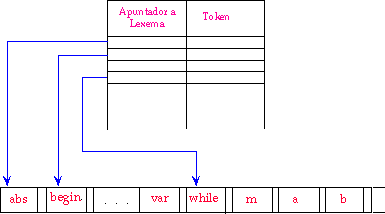 Apuntador a Token
Lexema
abs begin . . . var while m a b